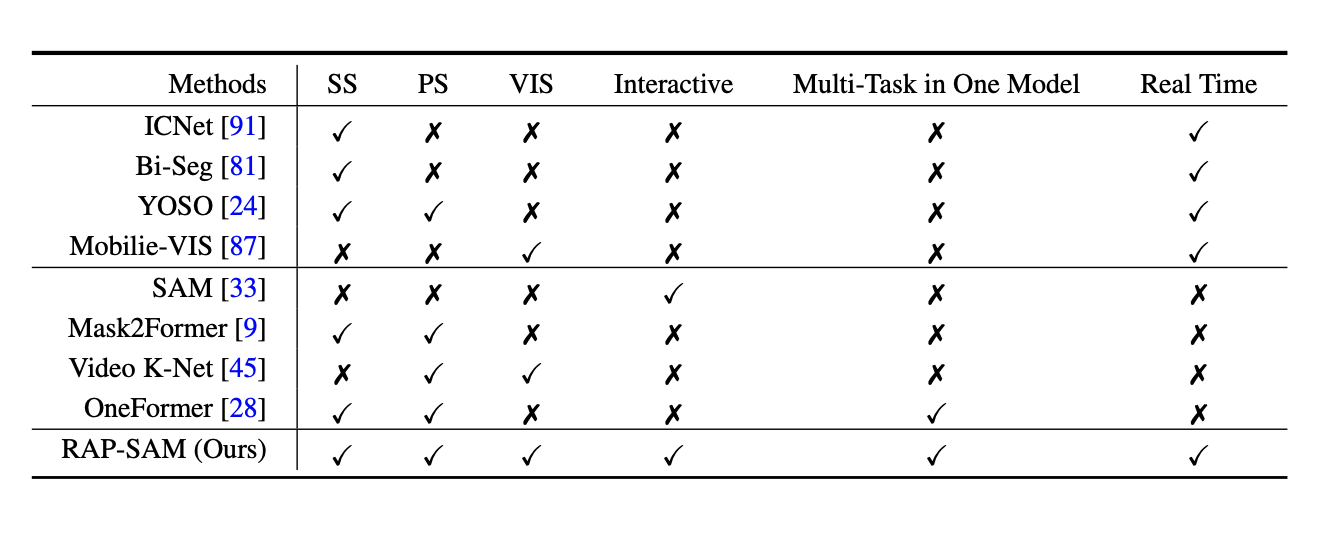 Methods SS PS VIS Interactive Multi-Task in One Model Real Time
ICNet [91] ✓ ✗ ✗ ✗ ✗ ✓
Bi-Seg [81] ✓ ✗ ✗ ✗ ✗ ✓
YOSO [24] ✓ ✓ ✗ ✗ ✗ ✓
Mobilie-VIS [87] ✗ ✗ ✓ ✗ ✗ ✓
SAM [33] ✗ ✗ ✗ ✓ ✗ ✗
Mask2Former [9] ✓ ✓ ✗ ✗ ✗ ✗
Video K-Net [45] ✗ ✓ ✓ ✗ ✗ ✗
OneFormer [28] ✓ ✓ ✗ ✗ ✓ ✗
RAP-SAM (Ours) ✓ ✓ ✓ ✓ ✓ ✓